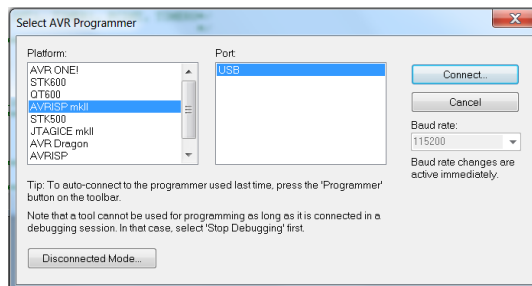 Select AVR Programmer
Platform:
Port:
AVR ONE!
STK600
QT600
AVRISP mkII
STK500
JTAGICE mkII
AVR Dragon
AVRISP
USB
Connect...
Cancel
Baud rate:
115200
Baud rate changes are
active immediately.
Tip: To auto-connect to the programmer used last time, press the 'Programmer'
button on the toolbar.
Note that a tool cannot be used for programming as long as it is connected in a
debugging session. In that case, select 'Stop Debugging' first.
Disconnected Mode...